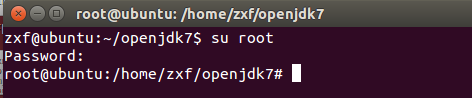 root@ubuntu: /home/zxf/openjdk7
zxf@ubuntu:~/openjdk7$ su root
Password:
root@ubuntu:/home/zxf/openjdk7#